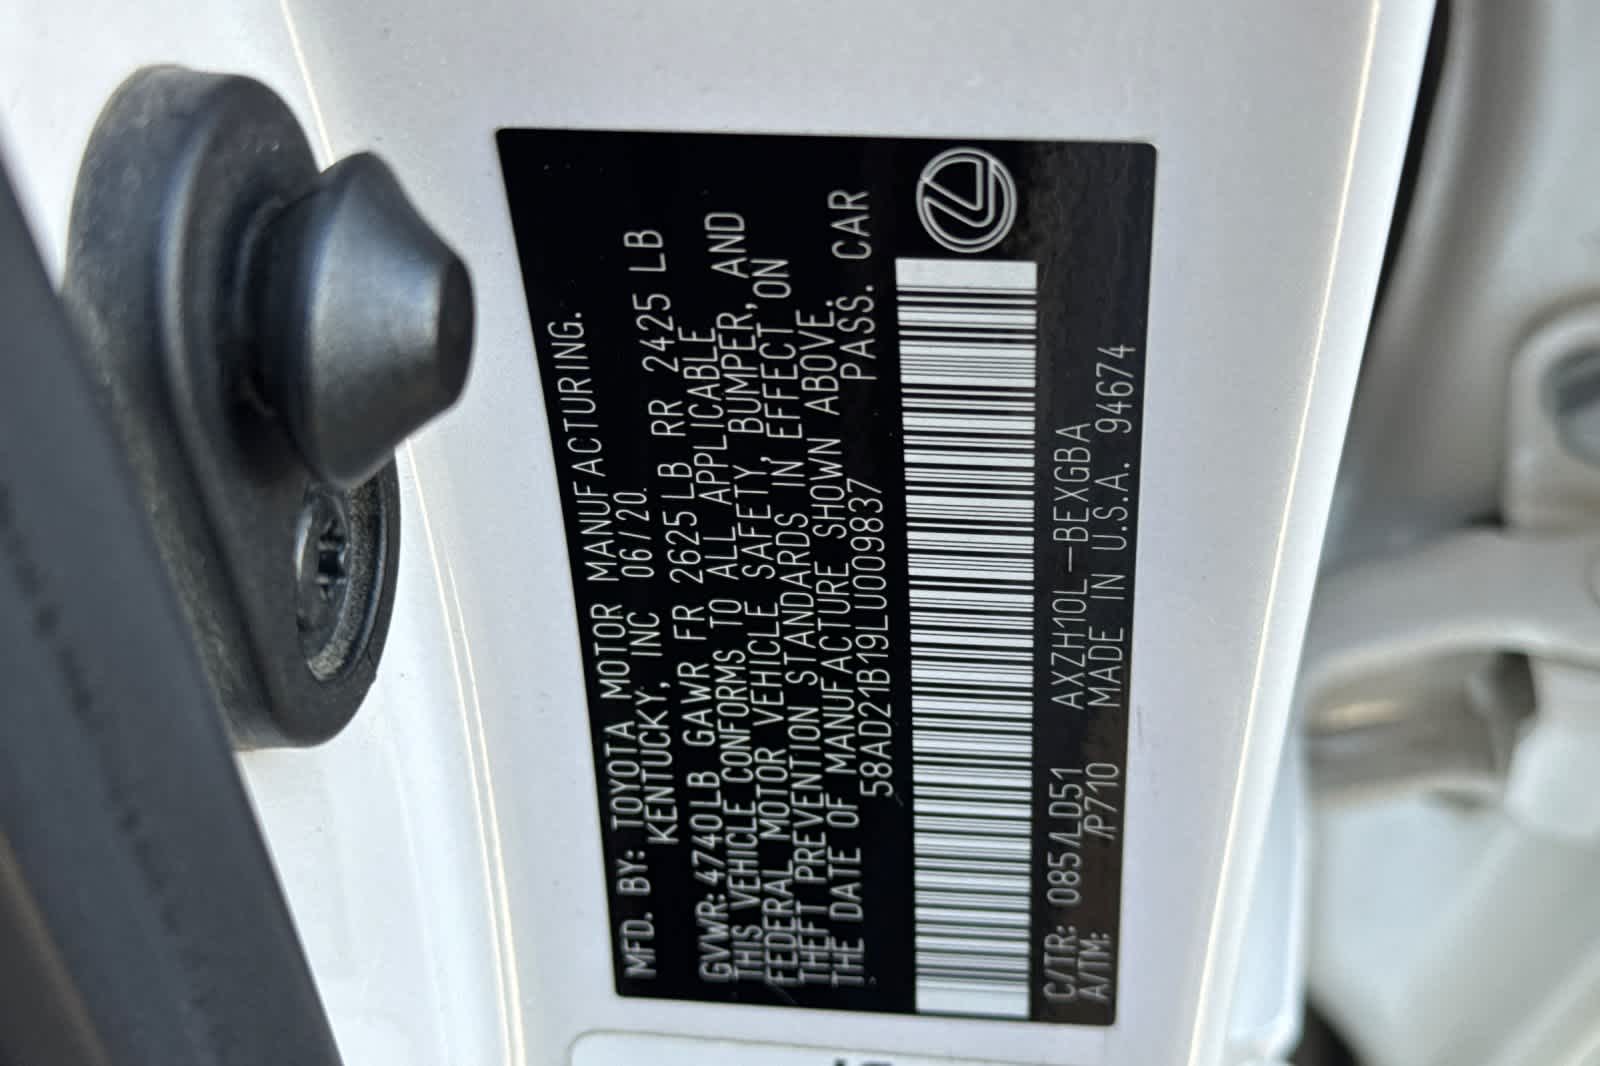 MFD. BY: TOYOTA MOTOR MANUFACTURING.
KENTUCKY, INC 06/20
GVWR: 4740LB GAWR FR 2625LB RR 2425 LB
THIS VEHICLE CONFORMS TO ALL APPLICABLE
FEDERAL MOTOR VEHICLE SAFETY, BUMPER, AND
THEFT PREVENTION STANDARDS IN EFFECT ON
THE DATE OF MANUFACTURE SHOWN ABOVE.
58AD21B19LU009837 PASS. CAR
C/TR: 085/LD51 AXZH10L-BEXGBA
A/TM: /P710 MADE IN U.S.A. 94674